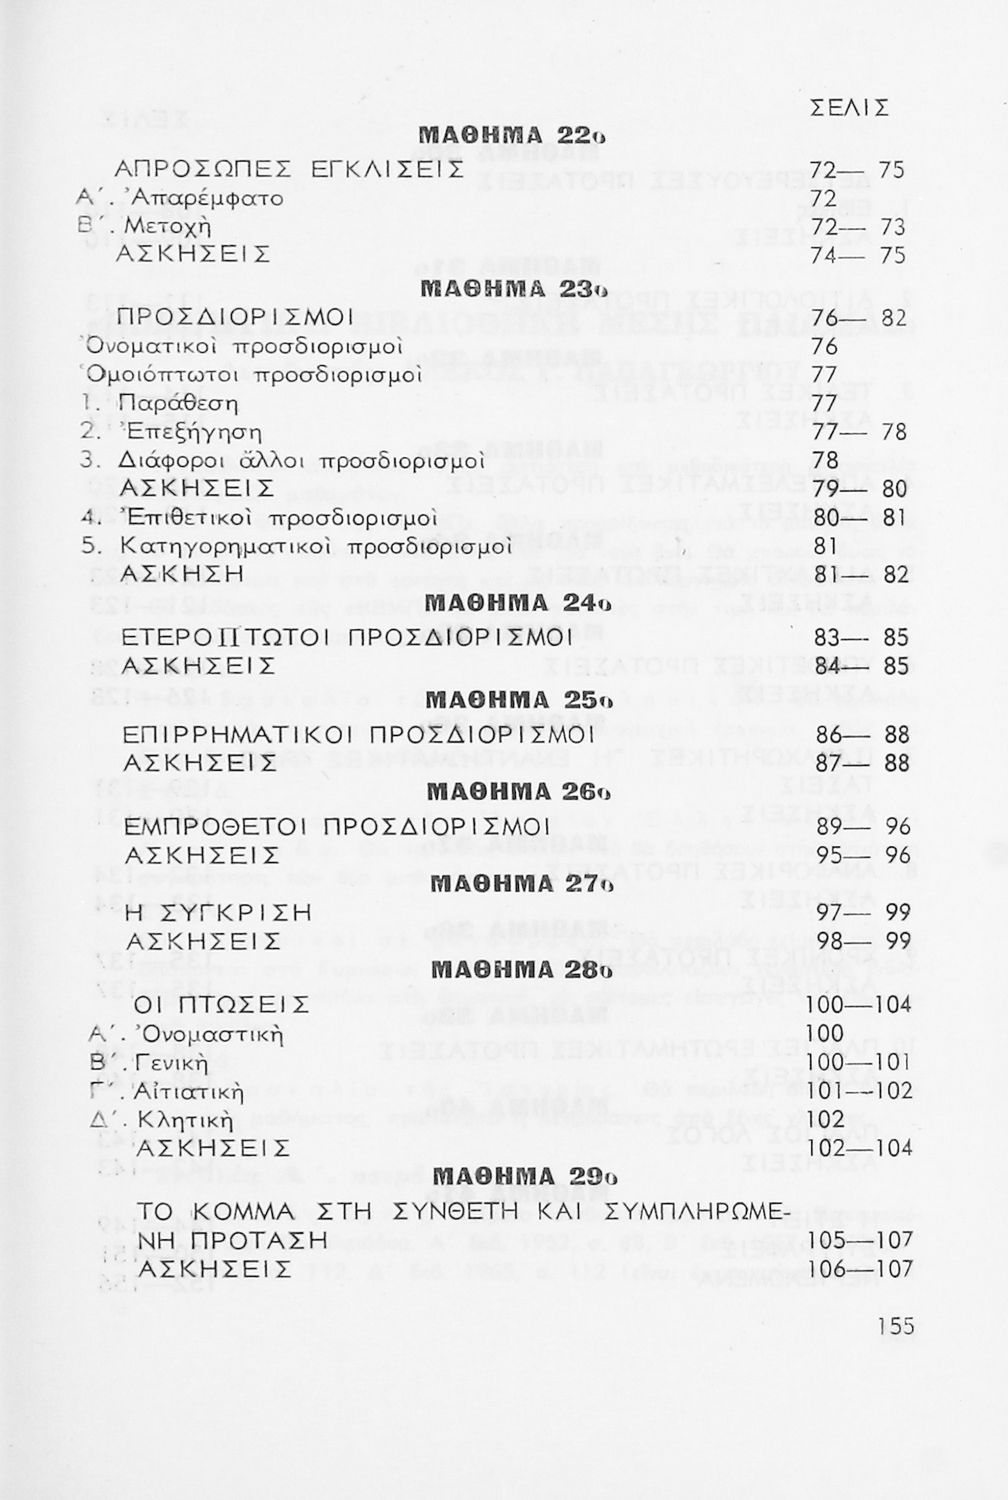 ΣΕΛΙΣ
ΜΑΘΗΜΑ 22ο
ΑΠΡΟΣΩΠΕΣ ΕΓΚΛΙΣΕΙΣ 72— 75
Α΄. Ἀπαρέμφατο 72
Β΄. Μετοχὴ 72— 73
ΑΣΚΗΣΕΙΣ 74— 75
ΜΑΘΗΜΑ 23ο
ΠΡΟΣΔΙΟΡΙΣΜΟΙ 76— 82
Ὀνοματικοὶ προσδιορισμοὶ 76
Ὁμοιόπτωτοι προσδιορισμοὶ 77
1. Παράθεση 77
2. Ἐπεξήγηση 77— 78
3. Διάφοροι ἄλλοι προσδιορισμοὶ 78
ΑΣΚΗΣΕΙΣ 79— 80
4. Ἐπιθετικοὶ προσδιορισμοὶ 80— 81
5. Κατηγορηματικοὶ προσδιορισμοὶ 81
ΑΣΚΗΣΗ 81— 82
ΜΑΘΗΜΑ 24ο
ΕΤΕΡΟΠΤΩΤΟΙ ΠΡΟΣΔΙΟΡΙΣΜΟΙ 83— 85
ΑΣΚΗΣΕΙΣ 84— 85
ΜΑΘΗΜΑ 25ο
ΕΠΙΡΡΗΜΑΤΙΚΟΙ ΠΡΟΣΔΙΟΡΙΣΜΟΙ 86— 88
ΑΣΚΗΣΕΙΣ 87— 88
ΜΑΘΗΜΑ 26ο
ΕΜΠΡΟΘΕΤΟΙ ΠΡΟΣΔΙΟΡΙΣΜΟΙ 89— 96
ΑΣΚΗΣΕΙΣ 95— 96
ΜΑΘΗΜΑ 27ο
Η ΣΥΓΚΡΙΣΗ 97— 99
ΑΣΚΗΣΕΙΣ 98— 99
ΜΑΘΗΜΑ 28ο
ΟΙ ΠΤΩΣΕΙΣ 100—104
Α΄. Ὀνομαστικὴ 100
Β΄. Γενικὴ 100—101
Γ΄. Αἰτιατικὴ 101—102
Δ΄. Κλητικὴ 102
ΑΣΚΗΣΕΙΣ 102—104
ΜΑΘΗΜΑ 29ο
ΤΟ ΚΟΜΜΑ ΣΤΗ ΣΥΝΘΕΤΗ ΚΑΙ ΣΥΜΠΛΗΡΩΜΕ-
ΝΗ ΠΡΟΤΑΣΗ 105—107
ΑΣΚΗΣΕΙΣ 106—107
155